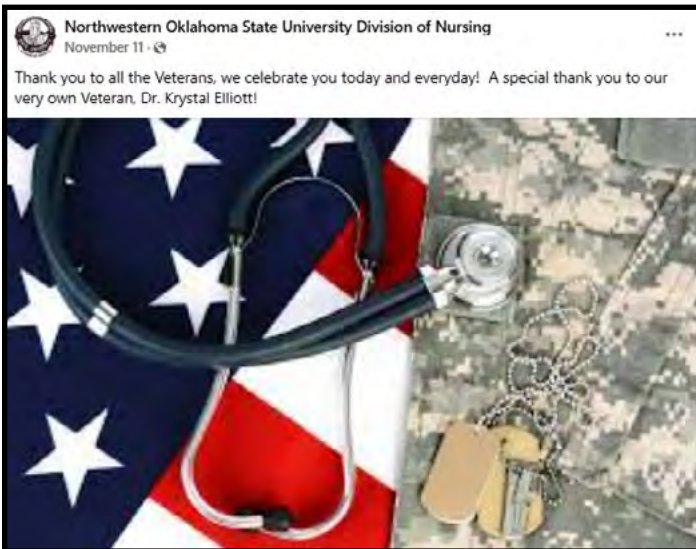 Northwestern Oklahoma State University Division of Nursing
November 11 ·
Thank you to all the Veterans, we celebrate you today and everyday! A special thank you to our
very own Veteran, Dr. Krystal Elliott!